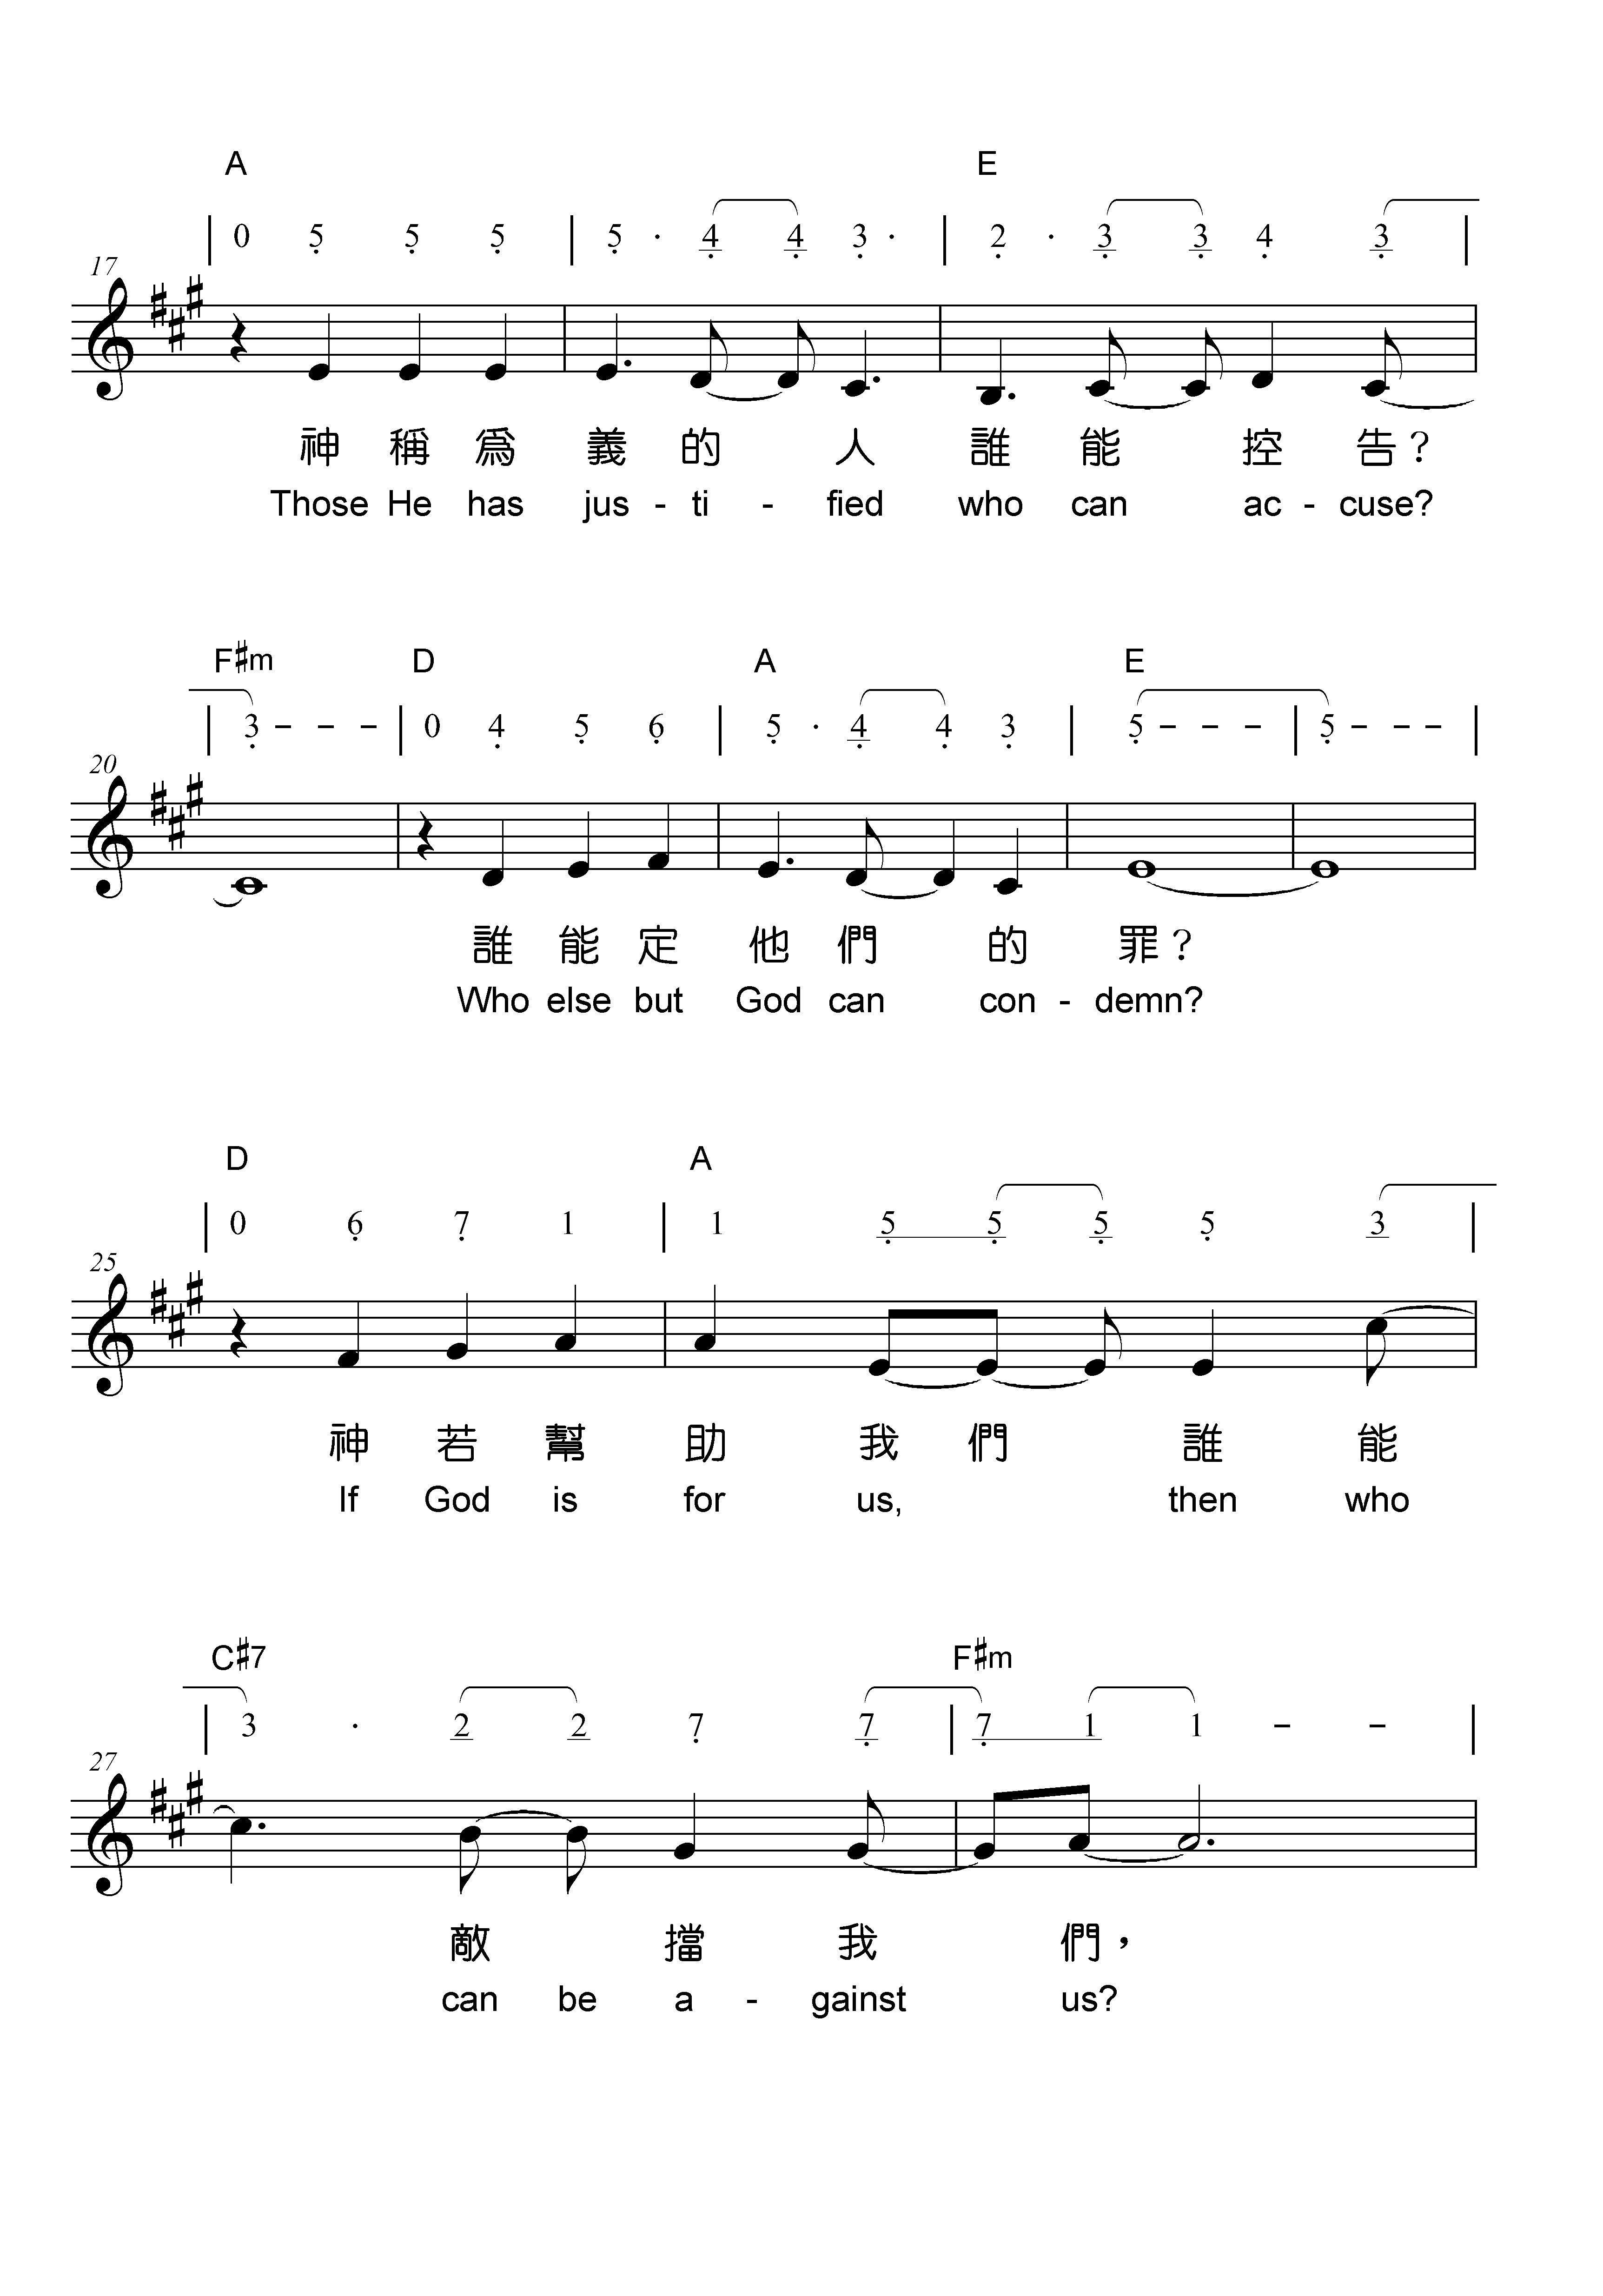 A E
| 0 5 5 5 | 5 · 4 4 3 · | 2 · 3 3 4 3 |
17
神 稱 爲 義 的 人 誰 能 控 告？
Those He has jus - ti - fied who can ac - cuse?
F♯m D A E
| 3 – – – | 0 4 5 6 | 5 · 4 4 3 | 5 – – – | 5 – – – |
20
誰 能 定 他 們 的 罪？
Who else but God can con - demn?
D A
| 0 6 7 1 | 1 5 5 5 5 3 |
25
神 若 幫 助 我 們 誰 能
If God is for us, then who
C♯7 F♯m
| 3 · 2 2 7 7 | 7 1 1 – – |
27
敵 擋 我 們，
can be a - gainst us?